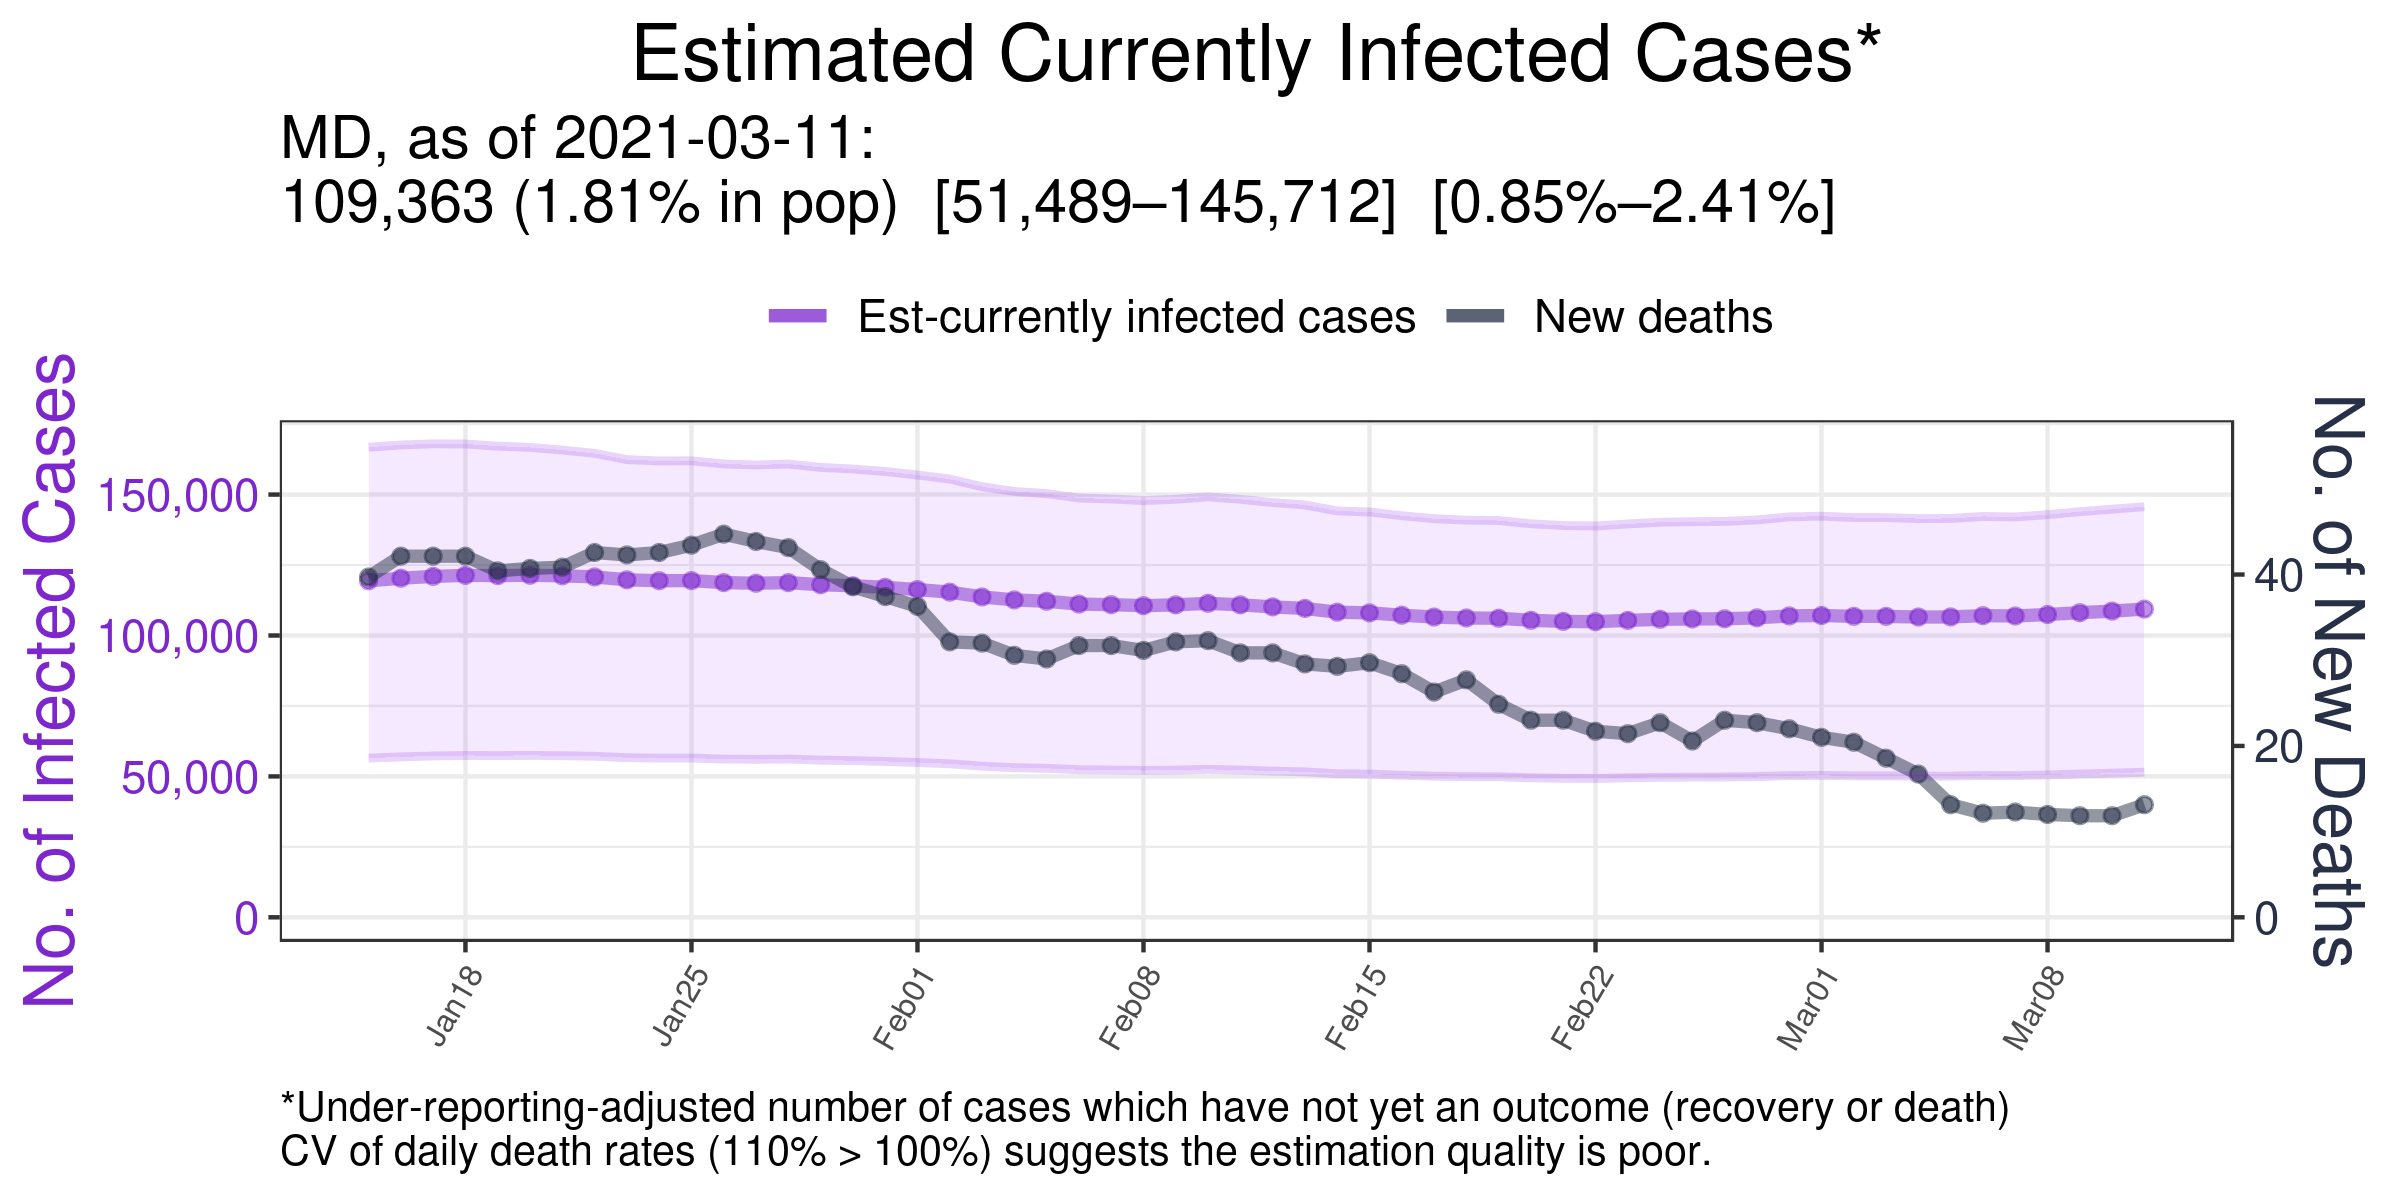 Estimated Currently Infected Cases*
MD, as of 2021-03-11:
109,363 (1.81% in pop)  [51,489–145,712]  [0.85%–2.41%]
Est-currently infected cases
New deaths
No. of Infected Cases
150,000
100,000
50,000
0
No. of New Deaths
40
20
0
Jan18
Jan25
Feb01
Feb08
Feb15
Feb22
Mar01
Mar08
*Under-reporting-adjusted number of cases which have not yet an outcome (recovery or death)
CV of daily death rates (110% > 100%) suggests the estimation quality is poor.